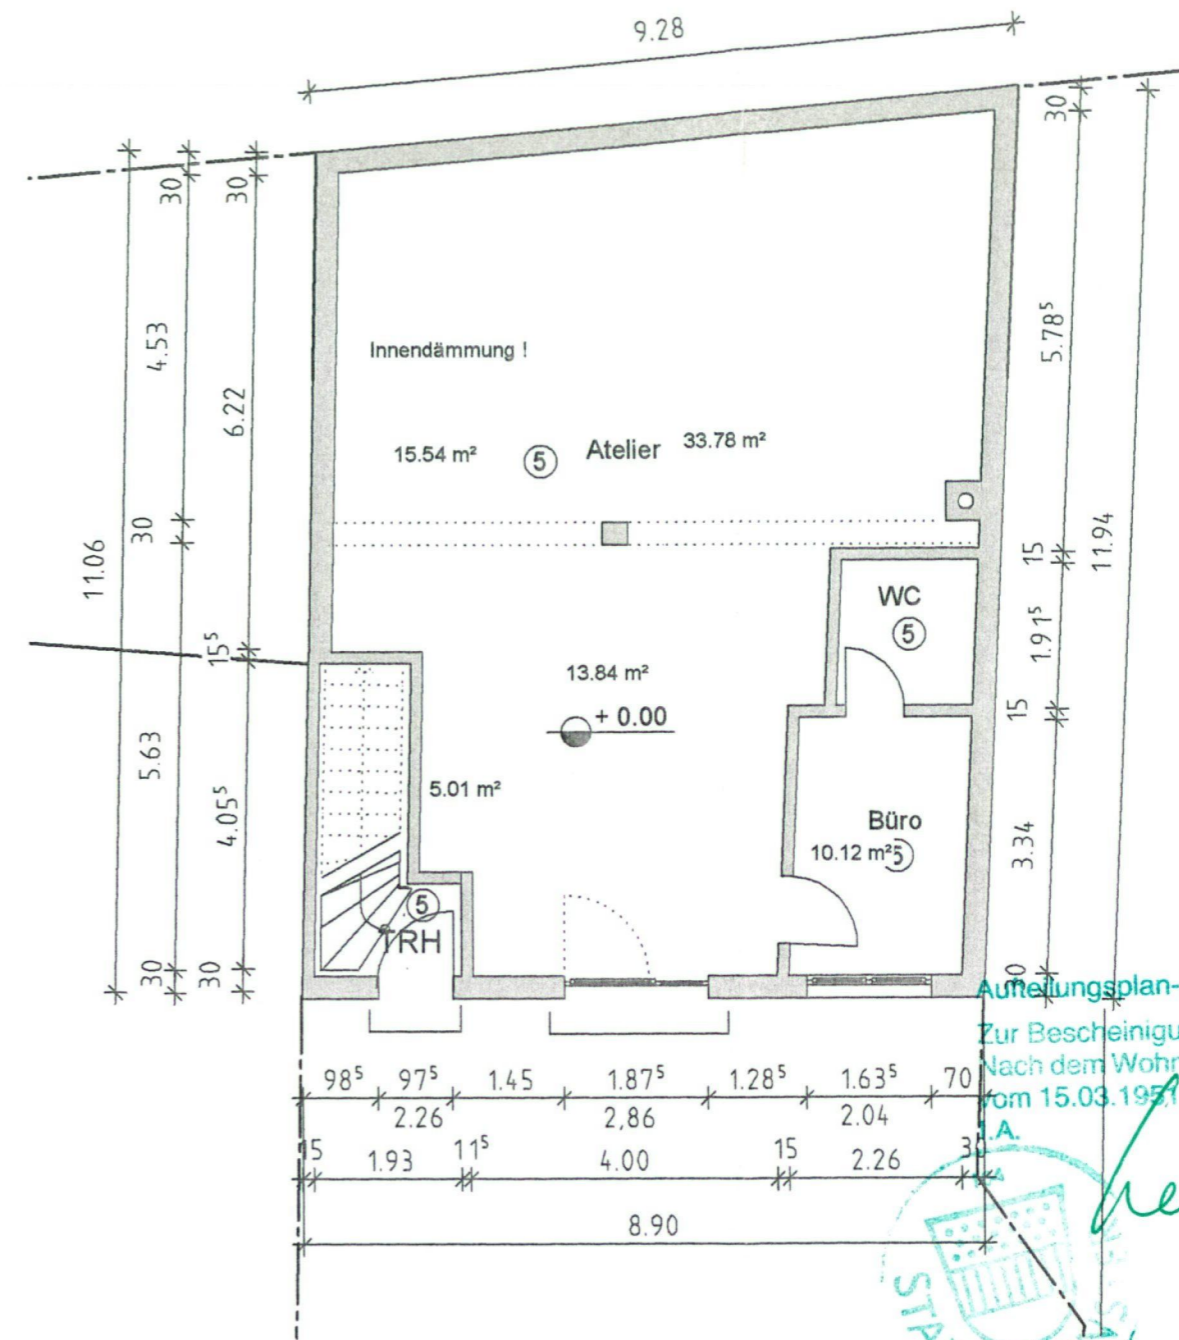 9.28
30
30
30
4.53
6.22
5.78⁵
Innendämmung !
15.54 m²
5
Atelier
33.78 m²
30
11.06
11.94
15
WC
5
1.91⁵
15⁵
13.84 m²
+ 0.00
15
5.63
4.05⁵
5.01 m²
Büro
10.12 m²
5
3.34
5
TRH
30
30
30
Aufteilungsplan-
Zur Bescheinigu
Nach dem Wohn
vom 15.03.1951
I.A.
98⁵
97⁵
1.45
1.87⁵
1.28⁵
1.63⁵
70
2.26
2,86
2.04
15
1.93
11⁵
4.00
15
2.26
8.90
STA